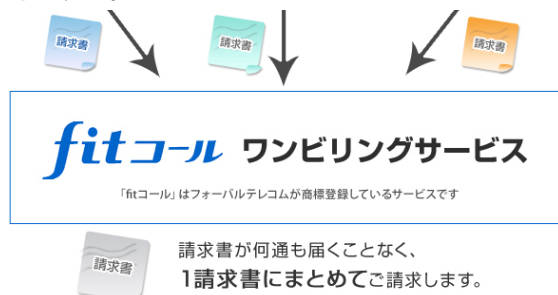 請求書
請求書
請求書
fitコール ワンビリングサービス
「fitコール」はフォーバルテレコムが商標登録しているサービスです
請求書
請求書が何通も届くことなく、
1請求書にまとめてご請求します。